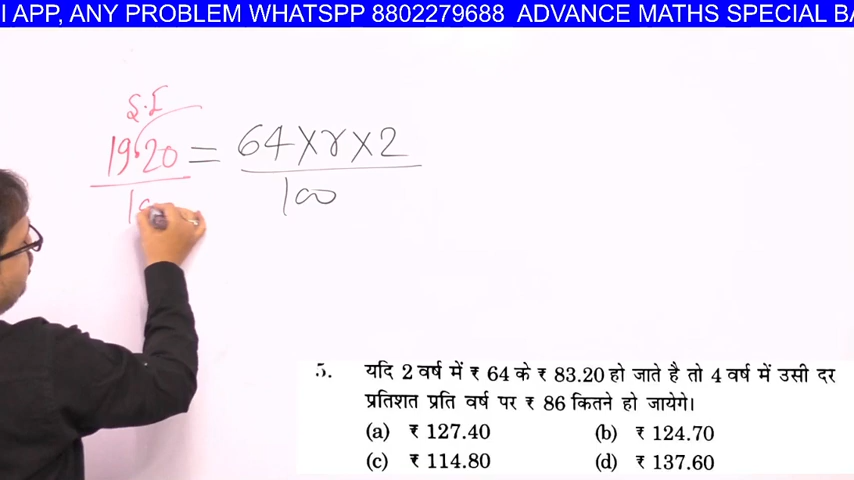 I APP, ANY PROBLEM WHATSPP 8802279688 ADVANCE MATHS SPECIAL BA
S.I
19.20 = 64×r×2
100
5. यदि 2 वर्ष में ₹ 64 के ₹ 83.20 हो जाते है तो 4 वर्ष में उसी दर
प्रतिशत प्रति वर्ष पर ₹ 86 कितने हो जायेगे।
(a) ₹ 127.40 (b) ₹ 124.70
(c) ₹ 114.80 (d) ₹ 137.60